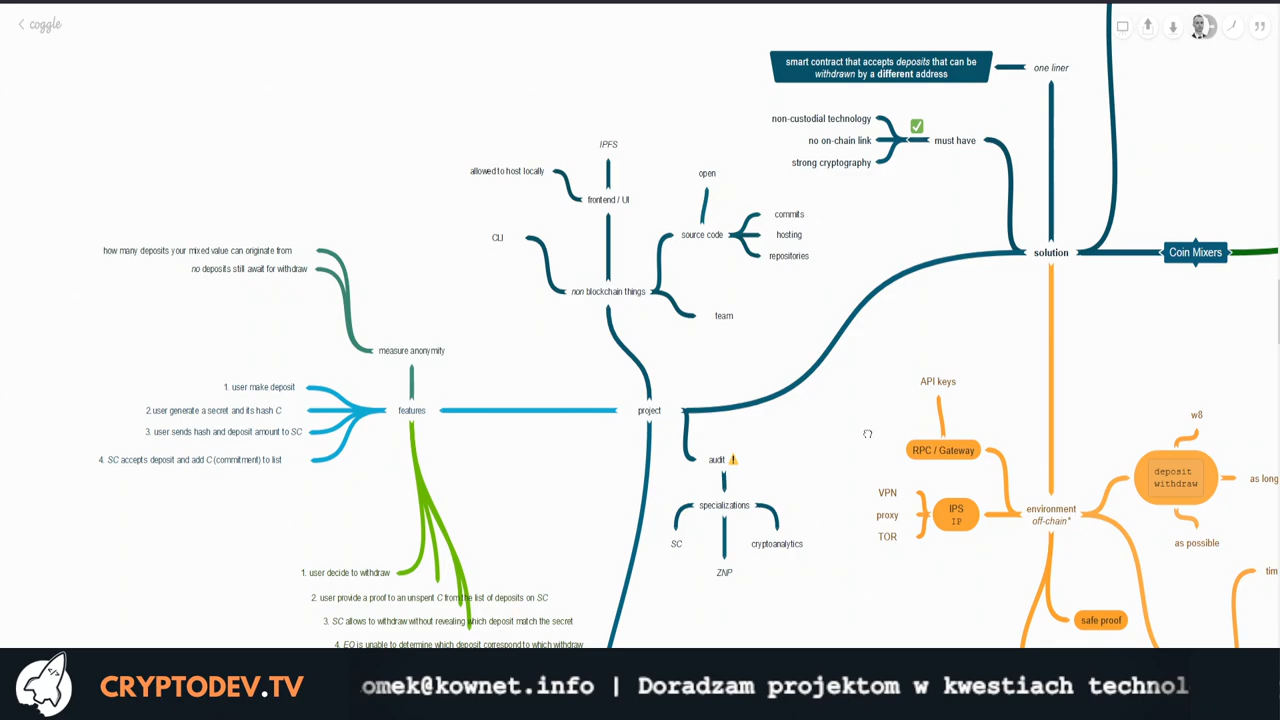 coggle
smart contract that accepts deposits that can be
withdrawn by a different address
one liner
non-custodial technology
no on-chain link
strong cryptography
must have
IPFS
allowed to host locally
frontend / UI
open
CLI
source code
commits
hosting
repositories
non blockchain things
team
solution
Coin Mixers
how many deposits your mixed value can originate from
no deposits still await for withdraw
measure anonymity
1. user make deposit
2.user generate a secret and its hash C
3. user sends hash and deposit amount to SC
4. SC accepts deposit and add C (commitment) to list
features
project
audit
specializations
SC
cryptoanalytics
ZNP
API keys
RPC / Gateway
VPN
proxy
TOR
IPS
IP
environment
off-chain*
w8
deposit
withdraw
as long
as possible
tim
safe proof
1. user decide to withdraw
2. user provide a proof to an unspent C from the list of deposits on SC
3. SC allows to withdraw without revealing which deposit match the secret
4. EO is unable to determine which deposit correspond to which withdraw
CRYPTODEV.TV
omek@kownet.info | Doradzam projektom w kwestiach technol